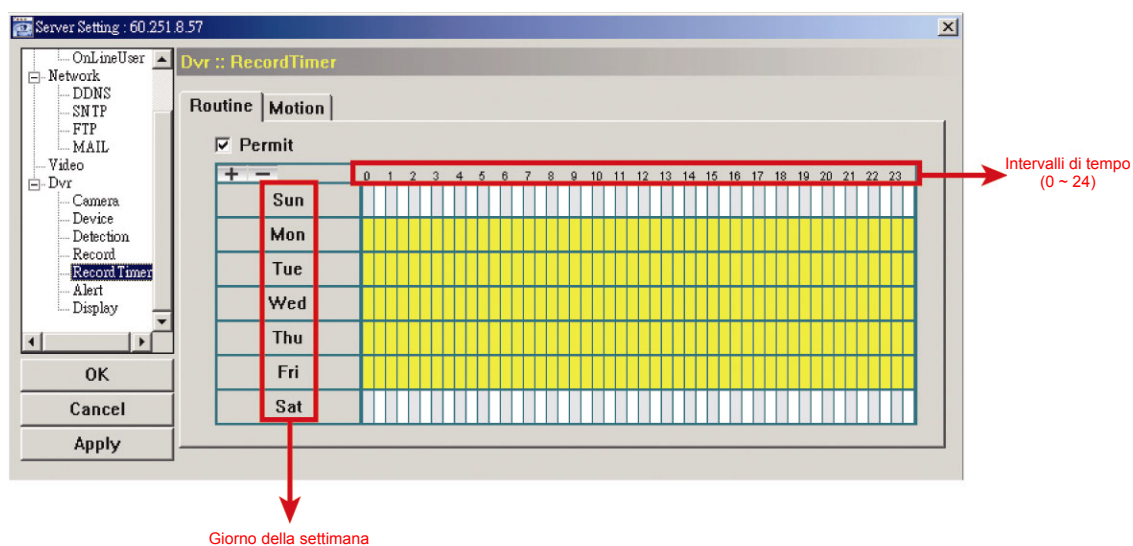 Server Setting : 60.251.8.57
OnLineUser
Network
DDNS
SNTP
FTP
MAIL
Video
Dvr
Camera
Device
Detection
Record
RecordTimer
Alert
Display
OK
Cancel
Apply
Dvr :: RecordTimer
Routine Motion
Permit
+ − 0 1 2 3 4 5 6 7 8 9 10 11 12 13 14 15 16 17 18 19 20 21 22 23
Sun
Mon
Tue
Wed
Thu
Fri
Sat
Intervalli di tempo
(0 ~ 24)
Giorno della settimana